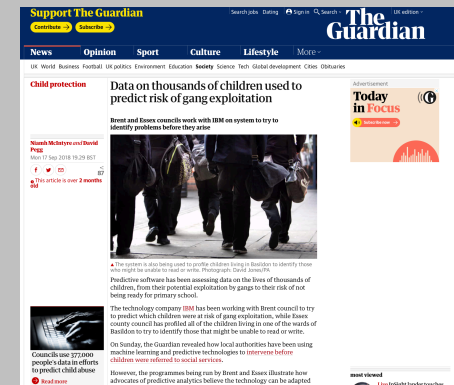 Support The Guardian
Contribute → Subscribe →
Search jobs Dating Sign in Search UK edition
The
Guardian
News Opinion Sport Culture Lifestyle More
UK World Business Football UK politics Environment Education Society Science Tech Global development Cities Obituaries
Child protection
Data on thousands of children used to
predict risk of gang exploitation
Brent and Essex councils work with IBM on system to try to
identify problems before they arise
Niamh McIntyre and David
Pegg
Mon 17 Sep 2018 19.29 BST
87
This article is over 2 months
old
The system is also being used to profile children living in Basildon to identify those
who might be unable to read or write. Photograph: David Jones/PA
Predictive software has been assessing data on the lives of thousands of
children, from their potential exploitation by gangs to their risk of not
being ready for primary school.
The technology company IBM has been working with Brent council to try
to predict which children were at risk of gang exploitation, while Essex
county council has profiled all of the children living in one of the wards of
Basildon to try to identify those that might be unable to read or write.
On Sunday, the Guardian revealed how local authorities have been using
machine learning and predictive technologies to intervene before
children were referred to social services.
However, the programmes being run by Brent and Essex illustrate how
advocates of predictive analytics believe the technology can be adapted
Councils use 377,000
people's data in efforts
to predict child abuse
Read more
Advertisement
Today
in Focus
Subscribe now →
most viewed
Live InSight lander touches